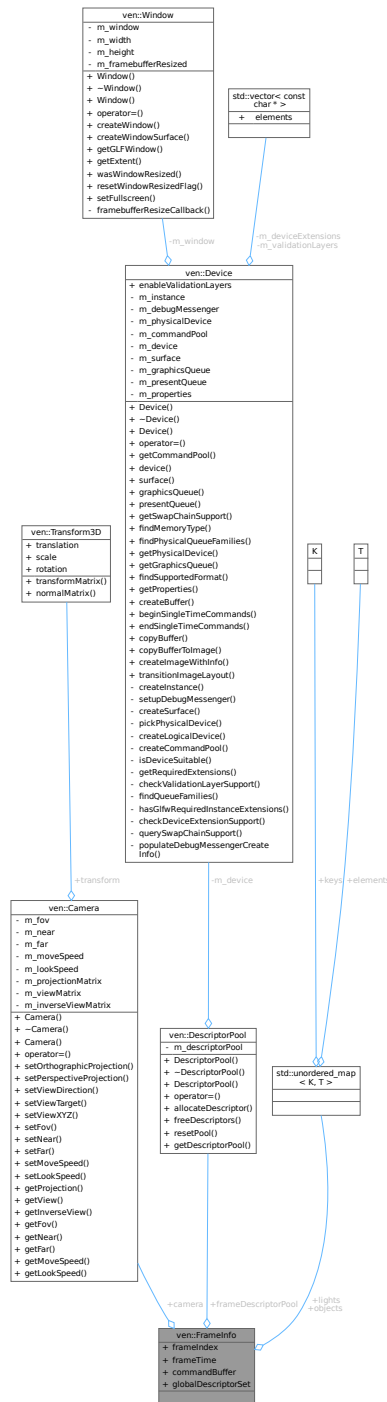 ven::Window
- m_window
- m_width
- m_height
- m_framebufferResized
+ Window()
+ ~Window()
+ Window()
+ operator=()
+ createWindow()
+ createWindowSurface()
+ getGLFWindow()
+ getExtent()
+ wasWindowResized()
+ resetWindowResizedFlag()
+ setFullscreen()
- framebufferResizeCallback()
std::vector< const
char * >
+ elements
-m_window
-m_deviceExtensions
-m_validationLayers
ven::Device
+ enableValidationLayers
- m_instance
- m_debugMessenger
- m_physicalDevice
- m_commandPool
- m_device
- m_surface
- m_graphicsQueue
- m_presentQueue
- m_properties
+ Device()
+ ~Device()
+ Device()
+ operator=()
+ getCommandPool()
+ device()
+ surface()
+ graphicsQueue()
+ presentQueue()
+ getSwapChainSupport()
+ findMemoryType()
+ findPhysicalQueueFamilies()
+ getPhysicalDevice()
+ getGraphicsQueue()
+ findSupportedFormat()
+ getProperties()
+ createBuffer()
+ beginSingleTimeCommands()
+ endSingleTimeCommands()
+ copyBuffer()
+ copyBufferToImage()
+ createImageWithInfo()
+ transitionImageLayout()
- createInstance()
- setupDebugMessenger()
- createSurface()
- pickPhysicalDevice()
- createLogicalDevice()
- createCommandPool()
- isDeviceSuitable()
- getRequiredExtensions()
- checkValidationLayerSupport()
- findQueueFamilies()
- hasGlfwRequiredInstanceExtensions()
- checkDeviceExtensionSupport()
- querySwapChainSupport()
- populateDebugMessengerCreate
Info()
ven::Transform3D
+ translation
+ scale
+ rotation
+ transformMatrix()
+ normalMatrix()
K
T
+transform
-m_device
+keys
+elements
ven::Camera
- m_fov
- m_near
- m_far
- m_moveSpeed
- m_lookSpeed
- m_projectionMatrix
- m_viewMatrix
- m_inverseViewMatrix
+ Camera()
+ ~Camera()
+ Camera()
+ operator=()
+ setOrthographicProjection()
+ setPerspectiveProjection()
+ setViewDirection()
+ setViewTarget()
+ setViewXYZ()
+ setFov()
+ setNear()
+ setFar()
+ setMoveSpeed()
+ setLookSpeed()
+ getProjection()
+ getView()
+ getInverseView()
+ getFov()
+ getNear()
+ getFar()
+ getMoveSpeed()
+ getLookSpeed()
ven::DescriptorPool
- m_descriptorPool
+ DescriptorPool()
+ ~DescriptorPool()
+ DescriptorPool()
+ operator=()
+ allocateDescriptor()
+ freeDescriptors()
+ resetPool()
+ getDescriptorPool()
std::unordered_map
< K, T >
+camera
+frameDescriptorPool
+lights
+objects
ven::FrameInfo
+ frameIndex
+ frameTime
+ commandBuffer
+ globalDescriptorSet